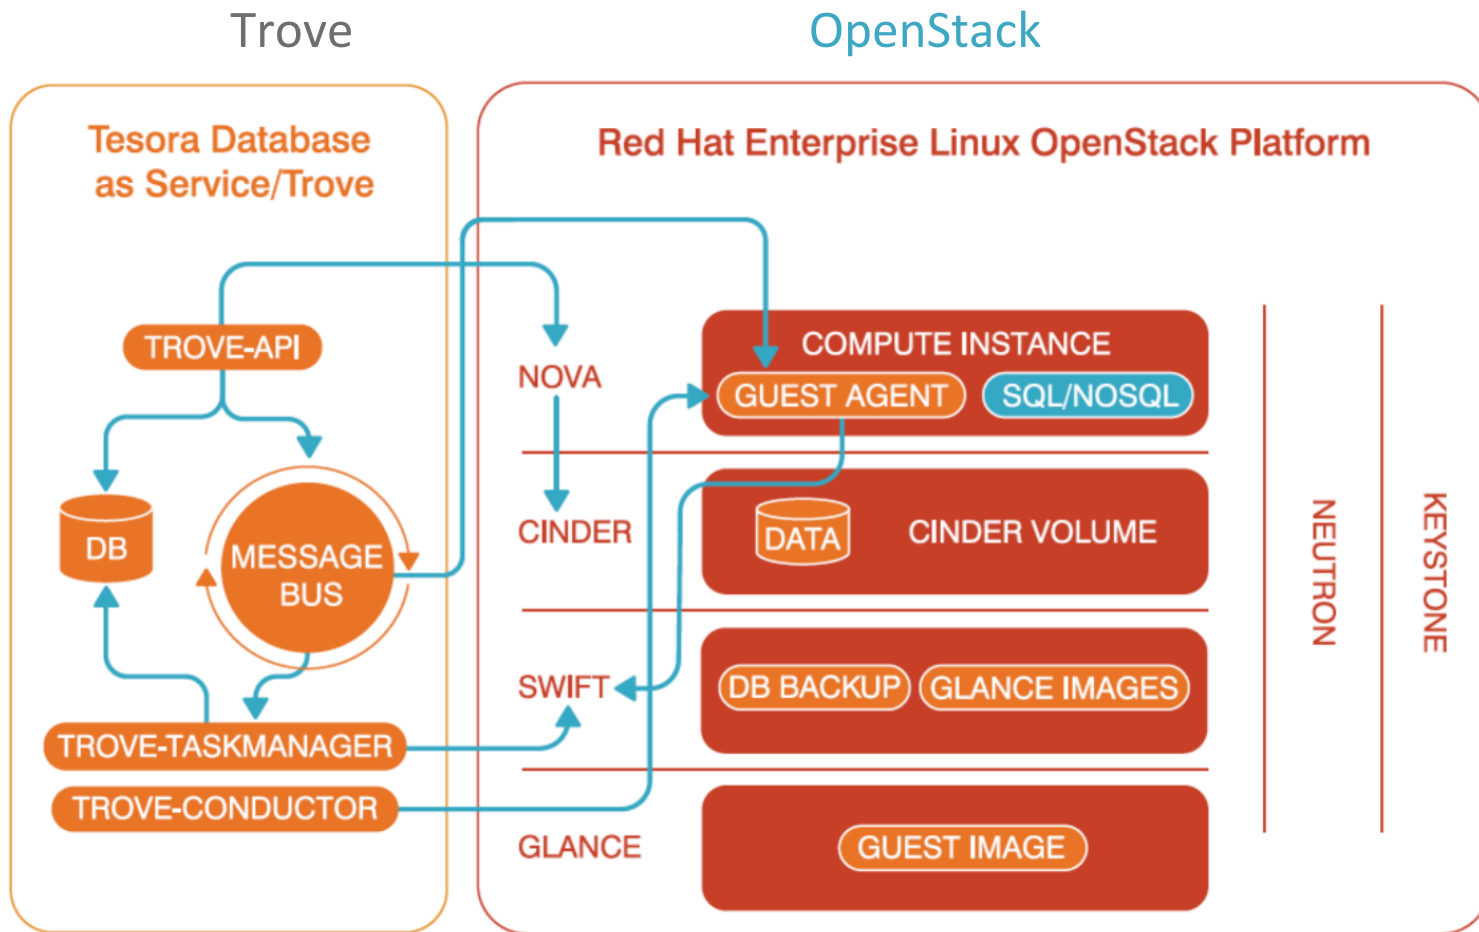 Trove
OpenStack
Tesora Database
as Service/Trove
Red Hat Enterprise Linux OpenStack Platform
TROVE-API
DB
MESSAGE
BUS
TROVE-TASKMANAGER
TROVE-CONDUCTOR
NOVA
COMPUTE INSTANCE
GUEST AGENT
SQL/NOSQL
CINDER
DATA
CINDER VOLUME
SWIFT
DB BACKUP
GLANCE IMAGES
GLANCE
GUEST IMAGE
NEUTRON
KEYSTONE